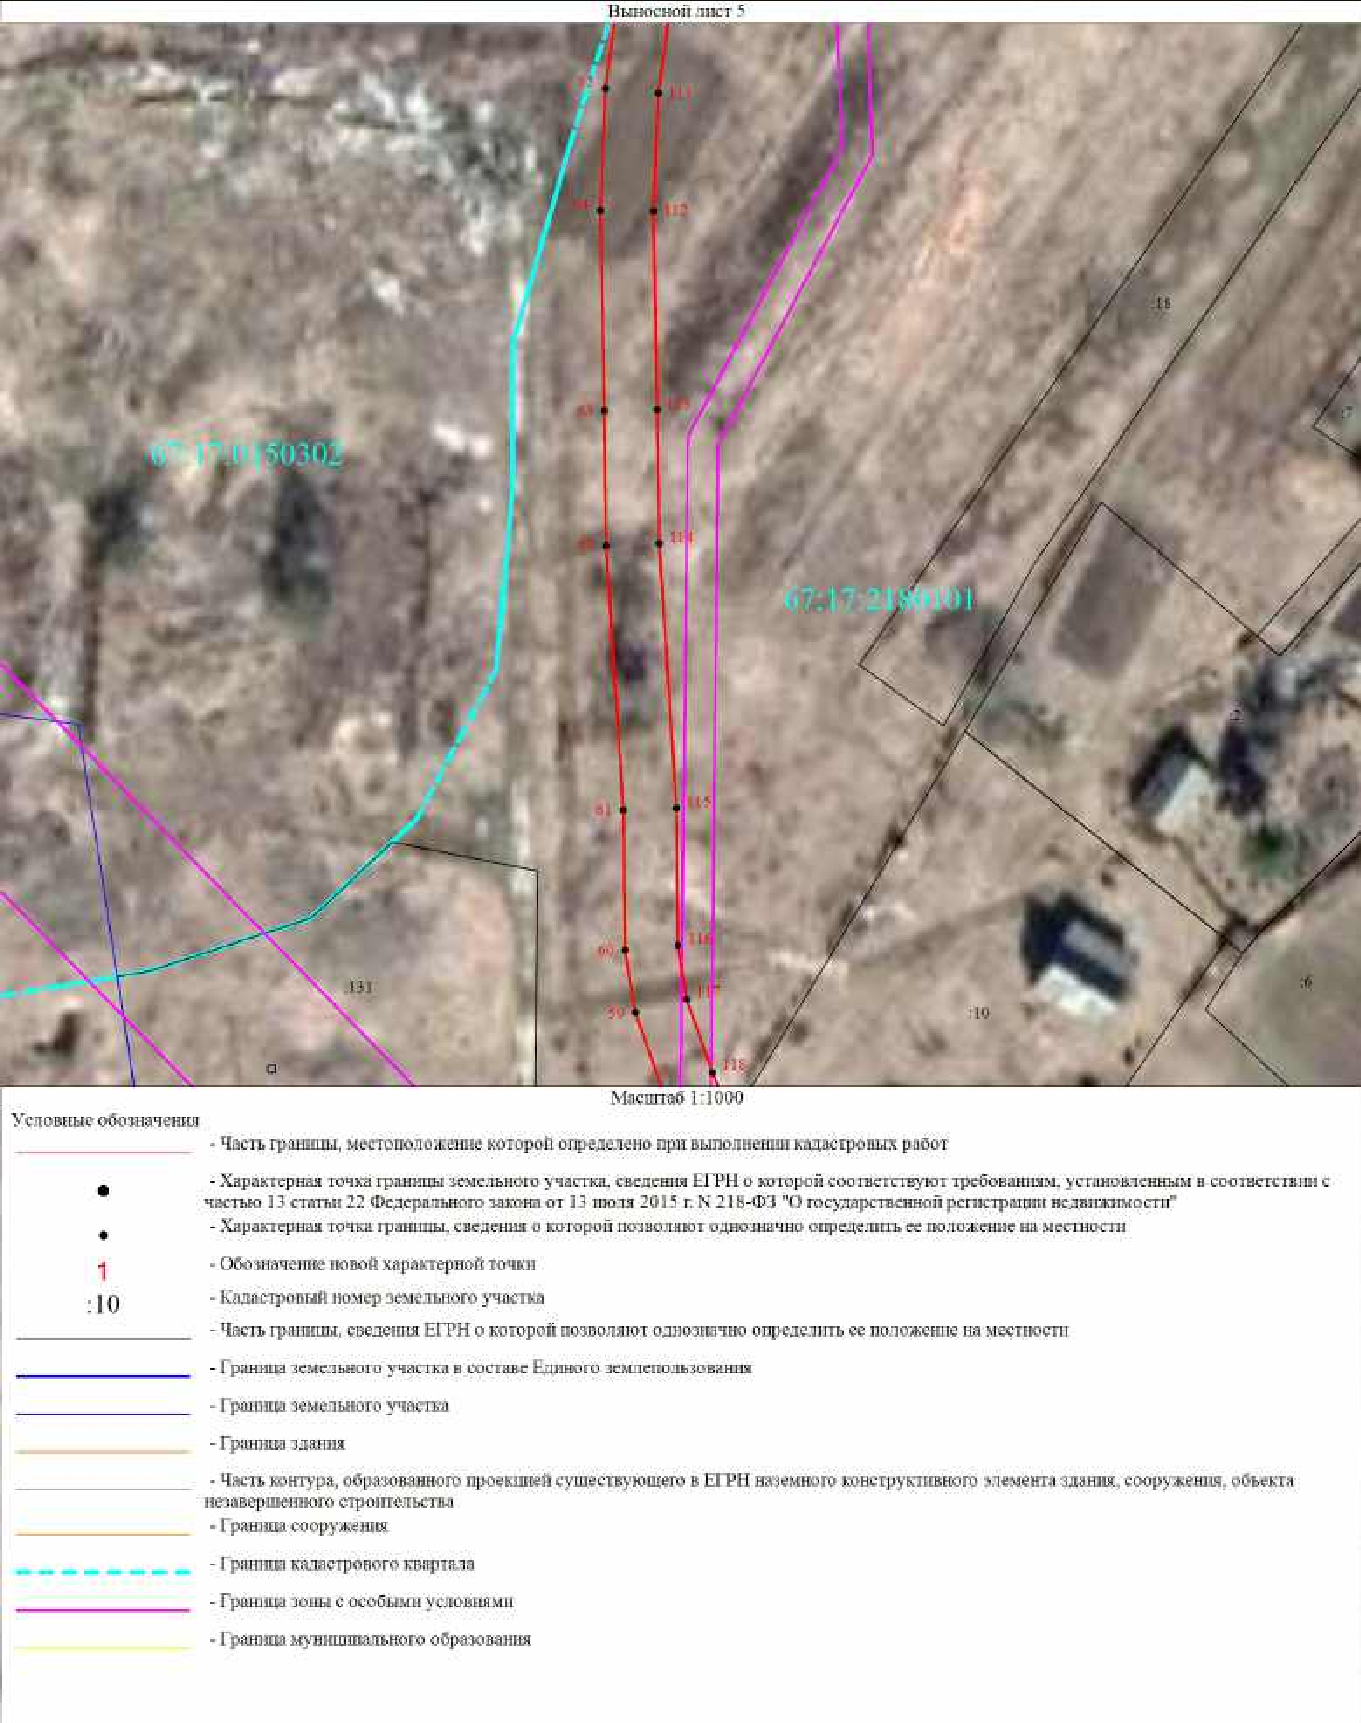 Выносной лист 5
111
112
:18
67:17:0150302
:7
114
67:17:2180101
:2
61
115
60
116
:131
117
:6
59
:10
118
Масштаб 1:1000
Условные обозначения
- Часть границы, местоположение которой определено при выполнении кадастровых работ
- Характерная точка границы земельного участка, сведения ЕГРН о которой соответствуют требованиям, установленным в соответствии с
частью 13 статьи 22 Федерального закона от 13 июля 2015 г. N 218-ФЗ "О государственной регистрации недвижимости"
- Характерная точка границы, сведения о которой позволяют однозначно определить ее положение на местности
1 - Обозначение новой характерной точки
:10 - Кадастровый номер земельного участка
- Часть границы, сведения ЕГРН о которой позволяют однозначно определить ее положение на местности
- Граница земельного участка в составе Единого землепользования
- Граница земельного участка
- Граница здания
- Часть контура, образованного проекцией существующего в ЕГРН наземного конструктивного элемента здания, сооружения, объекта
незавершенного строительства
- Граница сооружения
- Граница кадастрового квартала
- Граница зоны с особыми условиями
- Граница муниципального образования